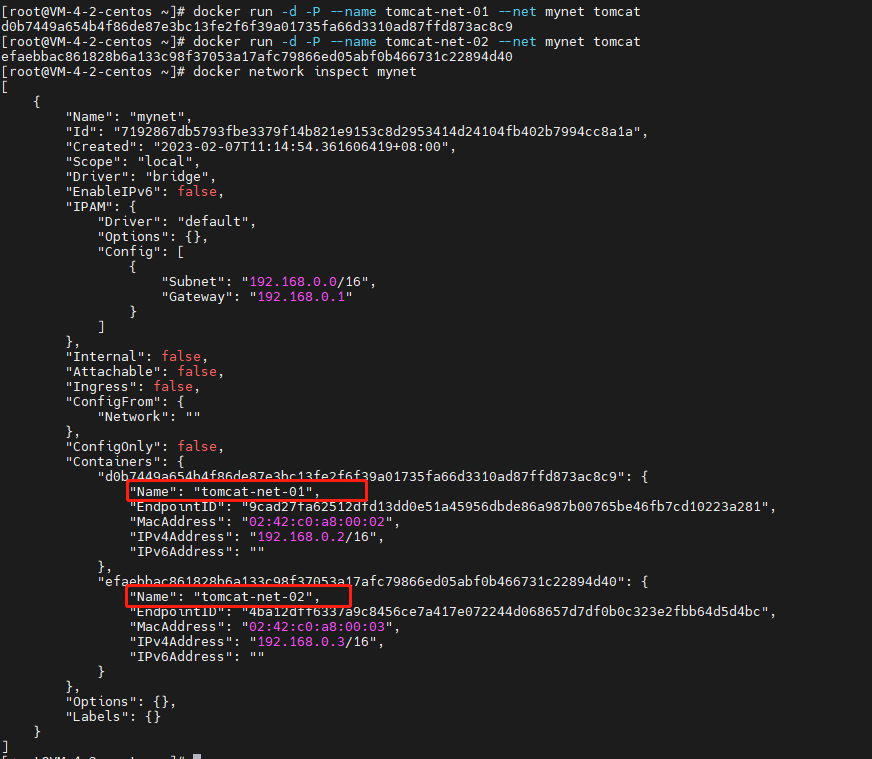 [root@VM-4-2-centos ~]# docker run -d -P --name tomcat-net-01 --net mynet tomcat
d0b7449a654b4f86de87e3bc13fe2f6f39a01735fa66d3310ad87ffd873ac8c9
[root@VM-4-2-centos ~]# docker run -d -P --name tomcat-net-02 --net mynet tomcat
efaebbac861828b6a133c98f37053a17afc79866ed05abf0b466731c22894d40
[root@VM-4-2-centos ~]# docker network inspect mynet
[
    {
        "Name": "mynet",
        "Id": "7192867db5793fbe3379f14b821e9153c8d2953414d24104fb402b7994cc8a1a",
        "Created": "2023-02-07T11:14:54.361606419+08:00",
        "Scope": "local",
        "Driver": "bridge",
        "EnableIPv6": false,
        "IPAM": {
            "Driver": "default",
            "Options": {},
            "Config": [
                {
                    "Subnet": "192.168.0.0/16",
                    "Gateway": "192.168.0.1"
                }
            ]
        },
        "Internal": false,
        "Attachable": false,
        "Ingress": false,
        "ConfigFrom": {
            "Network": ""
        },
        "ConfigOnly": false,
        "Containers": {
            "d0b7449a654b4f86de87e3bc13fe2f6f39a01735fa66d3310ad87ffd873ac8c9": {
                "Name": "tomcat-net-01",
                "EndpointID": "9cad27fa62512dfd13dd0e51a45956dbde86a987b00765be46fb7cd10223a281",
                "MacAddress": "02:42:c0:a8:00:02",
                "IPv4Address": "192.168.0.2/16",
                "IPv6Address": ""
            },
            "efaebbac861828b6a133c98f37053a17afc79866ed05abf0b466731c22894d40": {
                "Name": "tomcat-net-02",
                "EndpointID": "4ba12dff6337a9c8456ce7a417e072244d068657d7df0b0c323e2fbb64d5d4bc",
                "MacAddress": "02:42:c0:a8:00:03",
                "IPv4Address": "192.168.0.3/16",
                "IPv6Address": ""
            }
        },
        "Options": {},
        "Labels": {}
    }
]
[root@VM-4-2-centos ~]#